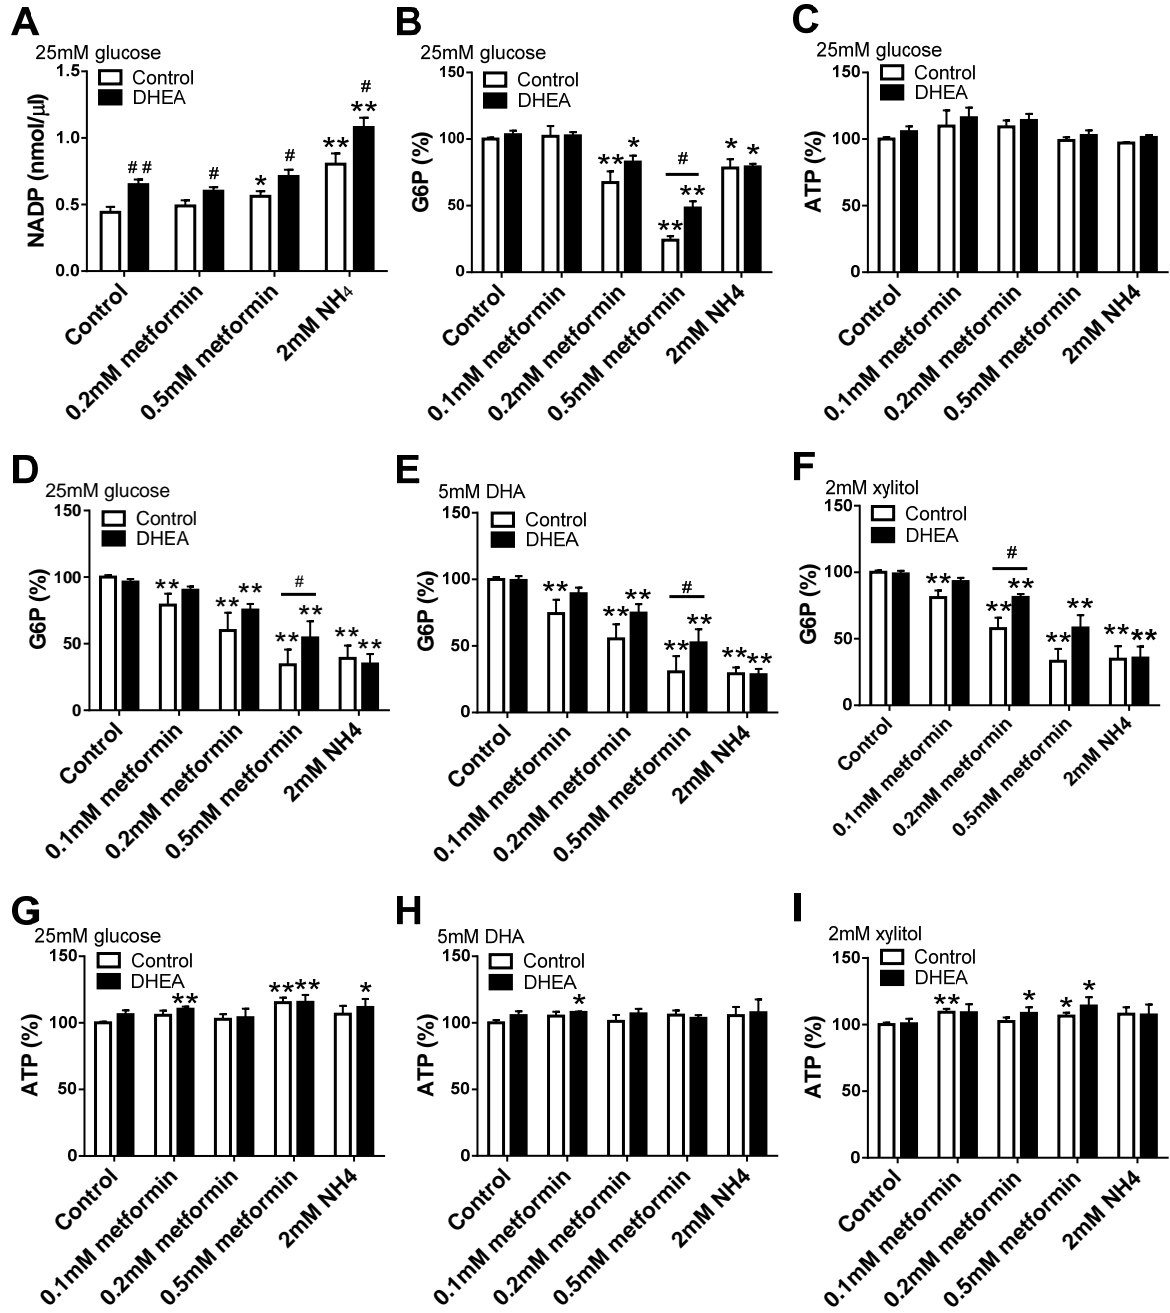 A
25mM glucose
NADP (nmol/µl)
1.5
1.0
0.5
0.0
Control
DHEA
##
#
*
#
**
**
#
Control
0.2mM metformin
0.5mM metformin
2mM NH4
B
25mM glucose
G6P (%)
150
100
50
0
Control
DHEA
**
*
**
#
**
*
*
Control
0.1mM metformin
0.2mM metformin
0.5mM metformin
2mM NH4
C
25mM glucose
ATP (%)
150
100
50
0
Control
DHEA
Control
0.1mM metformin
0.2mM metformin
0.5mM metformin
2mM NH4
D
25mM glucose
G6P (%)
150
100
50
0
Control
DHEA
**
**
**
**
#
**
**
**
Control
0.1mM metformin
0.2mM metformin
0.5mM metformin
2mM NH4
E
5mM DHA
G6P (%)
150
100
50
0
Control
DHEA
**
**
**
**
#
**
**
**
Control
0.1mM metformin
0.2mM metformin
0.5mM metformin
2mM NH4
F
2mM xylitol
G6P (%)
150
100
50
0
Control
DHEA
**
**
#
**
**
**
**
**
Control
0.1mM metformin
0.2mM metformin
0.5mM metformin
2mM NH4
G
25mM glucose
ATP (%)
150
100
50
0
Control
DHEA
**
**
**
*
Control
0.1mM metformin
0.2mM metformin
0.5mM metformin
2mM NH4
H
5mM DHA
ATP (%)
150
100
50
0
Control
DHEA
*
Control
0.1mM metformin
0.2mM metformin
0.5mM metformin
2mM NH4
I
2mM xylitol
ATP (%)
150
100
50
0
Control
DHEA
**
*
*
*
Control
0.1mM metformin
0.2mM metformin
0.5mM metformin
2mM NH4